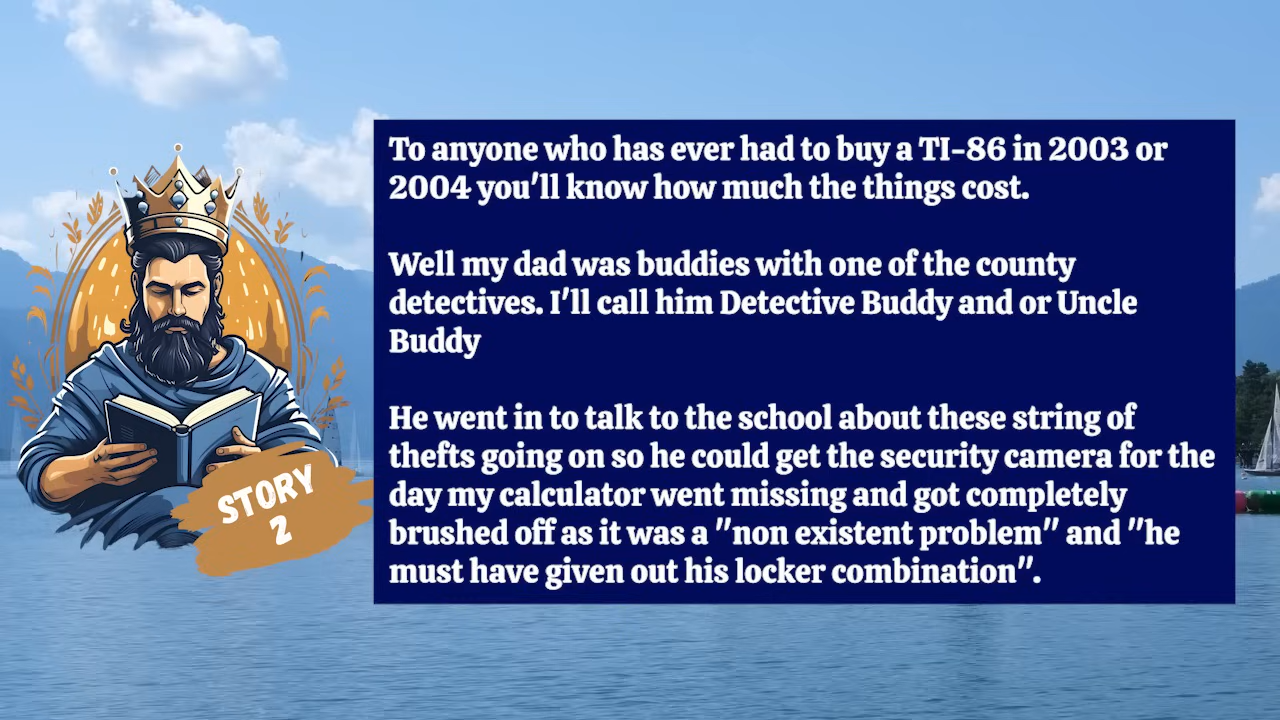 To anyone who has ever had to buy a TI-86 in 2003 or
2004 you'll know how much the things cost.
Well my dad was buddies with one of the county
detectives. I'll call him Detective Buddy and or Uncle
Buddy
He went in to talk to the school about these string of
thefts going on so he could get the security camera for the
day my calculator went missing and got completely
brushed off as it was a "non existent problem" and "he
must have given out his locker combination".
STORY
2